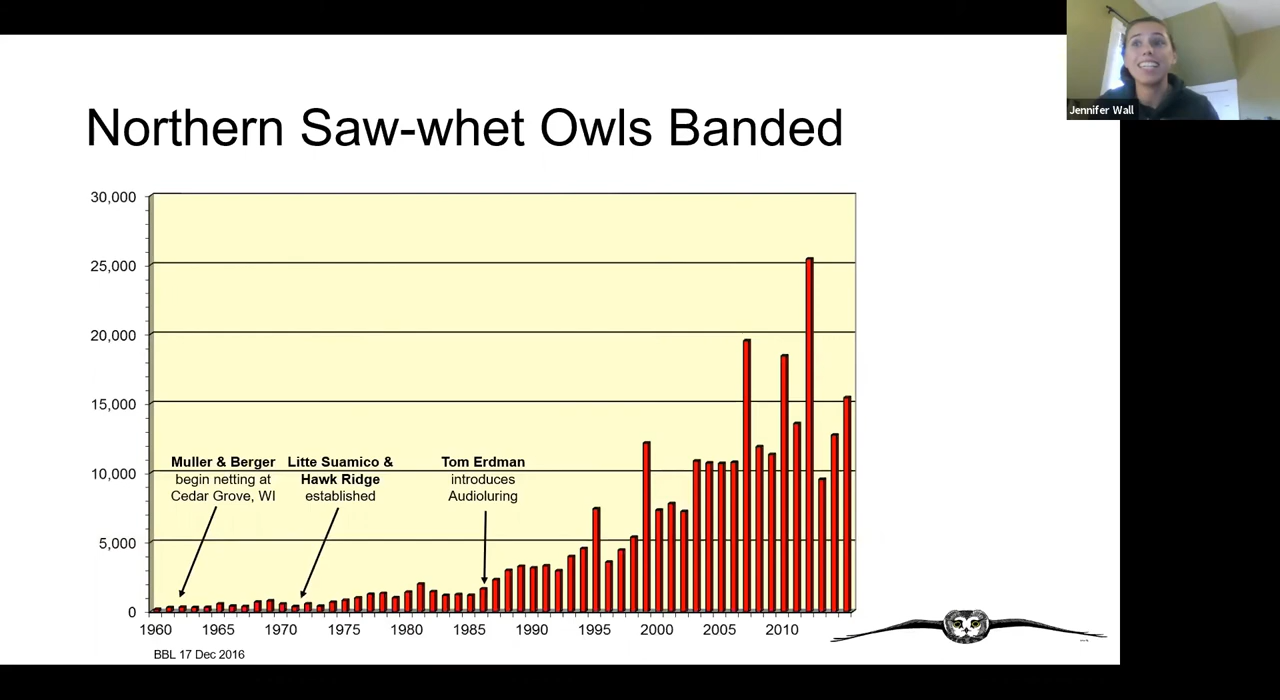 Jennifer Wall
Northern Saw-whet Owls Banded
30,000
25,000
20,000
15,000
10,000
5,000
0
Muller & Berger
begin netting at
Cedar Grove, WI
Litte Suamico &
Hawk Ridge
established
Tom Erdman
introduces
Audioluring
1960 1965 1970 1975 1980 1985 1990 1995 2000 2005 2010
BBL 17 Dec 2016